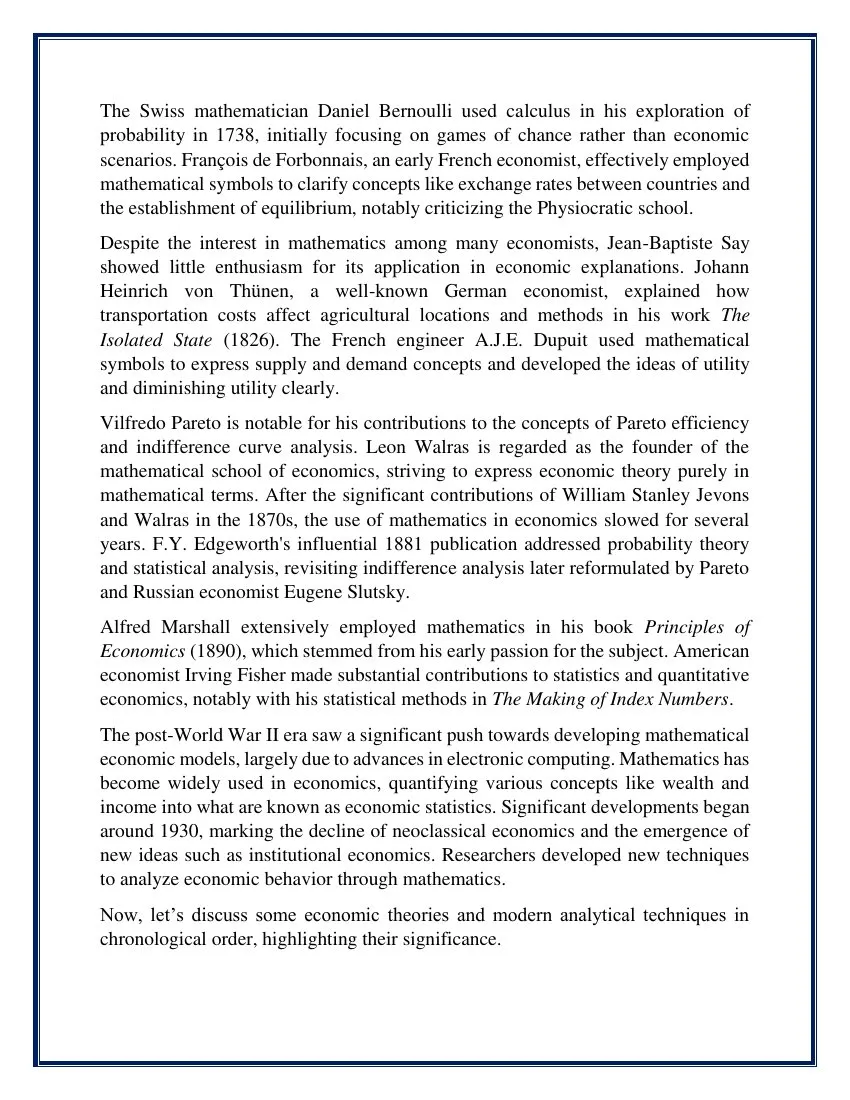 The Swiss mathematician Daniel Bernoulli used calculus in his exploration of
probability in 1738, initially focusing on games of chance rather than economic
scenarios. François de Forbonnais, an early French economist, effectively employed
mathematical symbols to clarify concepts like exchange rates between countries and
the establishment of equilibrium, notably criticizing the Physiocratic school.
Despite the interest in mathematics among many economists, Jean-Baptiste Say
showed little enthusiasm for its application in economic explanations. Johann
Heinrich von Thünen, a well-known German economist, explained how
transportation costs affect agricultural locations and methods in his work The
Isolated State (1826). The French engineer A.J.E. Dupuit used mathematical
symbols to express supply and demand concepts and developed the ideas of utility
and diminishing utility clearly.
Vilfredo Pareto is notable for his contributions to the concepts of Pareto efficiency
and indifference curve analysis. Leon Walras is regarded as the founder of the
mathematical school of economics, striving to express economic theory purely in
mathematical terms. After the significant contributions of William Stanley Jevons
and Walras in the 1870s, the use of mathematics in economics slowed for several
years. F.Y. Edgeworth's influential 1881 publication addressed probability theory
and statistical analysis, revisiting indifference analysis later reformulated by Pareto
and Russian economist Eugene Slutsky.
Alfred Marshall extensively employed mathematics in his book Principles of
Economics (1890), which stemmed from his early passion for the subject. American
economist Irving Fisher made substantial contributions to statistics and quantitative
economics, notably with his statistical methods in The Making of Index Numbers.
The post-World War II era saw a significant push towards developing mathematical
economic models, largely due to advances in electronic computing. Mathematics has
become widely used in economics, quantifying various concepts like wealth and
income into what are known as economic statistics. Significant developments began
around 1930, marking the decline of neoclassical economics and the emergence of
new ideas such as institutional economics. Researchers developed new techniques
to analyze economic behavior through mathematics.
Now, let’s discuss some economic theories and modern analytical techniques in
chronological order, highlighting their significance.